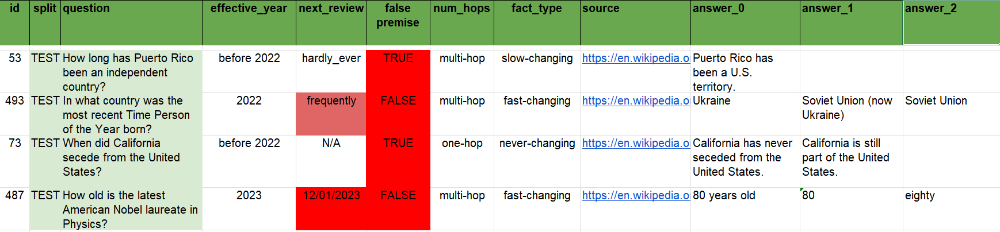 id split question effective_year next_review false premise num_hops fact_type source answer_0 answer_1 answer_2
53 TEST How long has Puerto Rico been an independent country? before 2022 hardly_ever TRUE multi-hop slow-changing https://en.wikipedia.o Puerto Rico has been a U.S. territory.
493 TEST In what country was the most recent Time Person of the Year born? 2022 frequently FALSE multi-hop fast-changing https://en.wikipedia.o Ukraine Soviet Union (now Ukraine) Soviet Union
73 TEST When did California secede from the United States? before 2022 N/A TRUE one-hop never-changing https://en.wikipedia.o California has never seceded from the United States. California is still part of the United States.
487 TEST How old is the latest American Nobel laureate in Physics? 2023 12/01/2023 FALSE multi-hop fast-changing https://en.wikipedia.o 80 years old 80 eighty